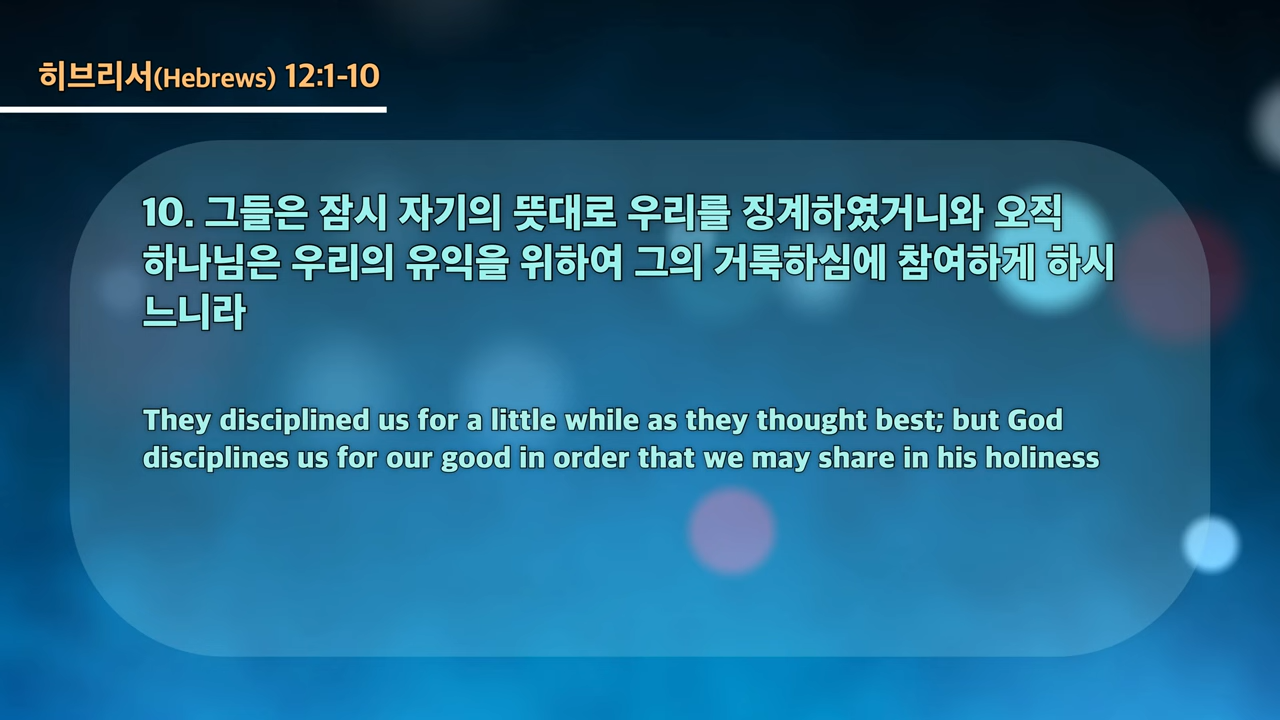 히브리서(Hebrews) 12:1-10
10. 그들은 잠시 자기의 뜻대로 우리를 징계하였거니와 오직
하나님은 우리의 유익을 위하여 그의 거룩하심에 참여하게 하시
느니라
They disciplined us for a little while as they thought best; but God
disciplines us for our good in order that we may share in his holiness